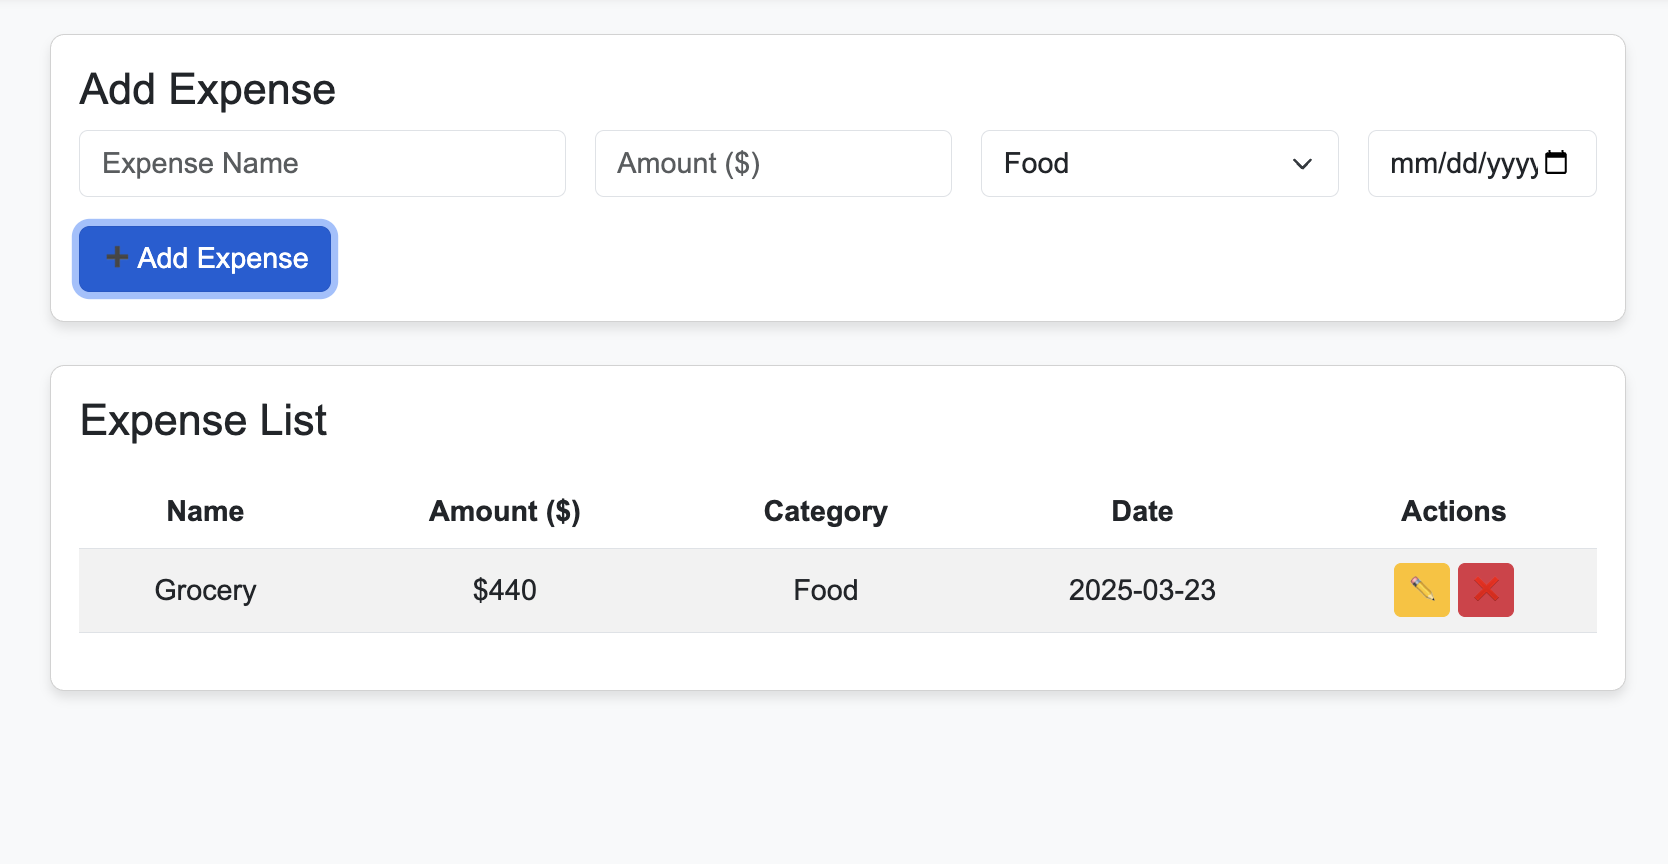 Add Expense
Expense Name Amount ($) Food mm/dd/yyyy
Add Expense
Expense List
Name Amount ($) Category Date Actions
Grocery $440 Food 2025-03-23